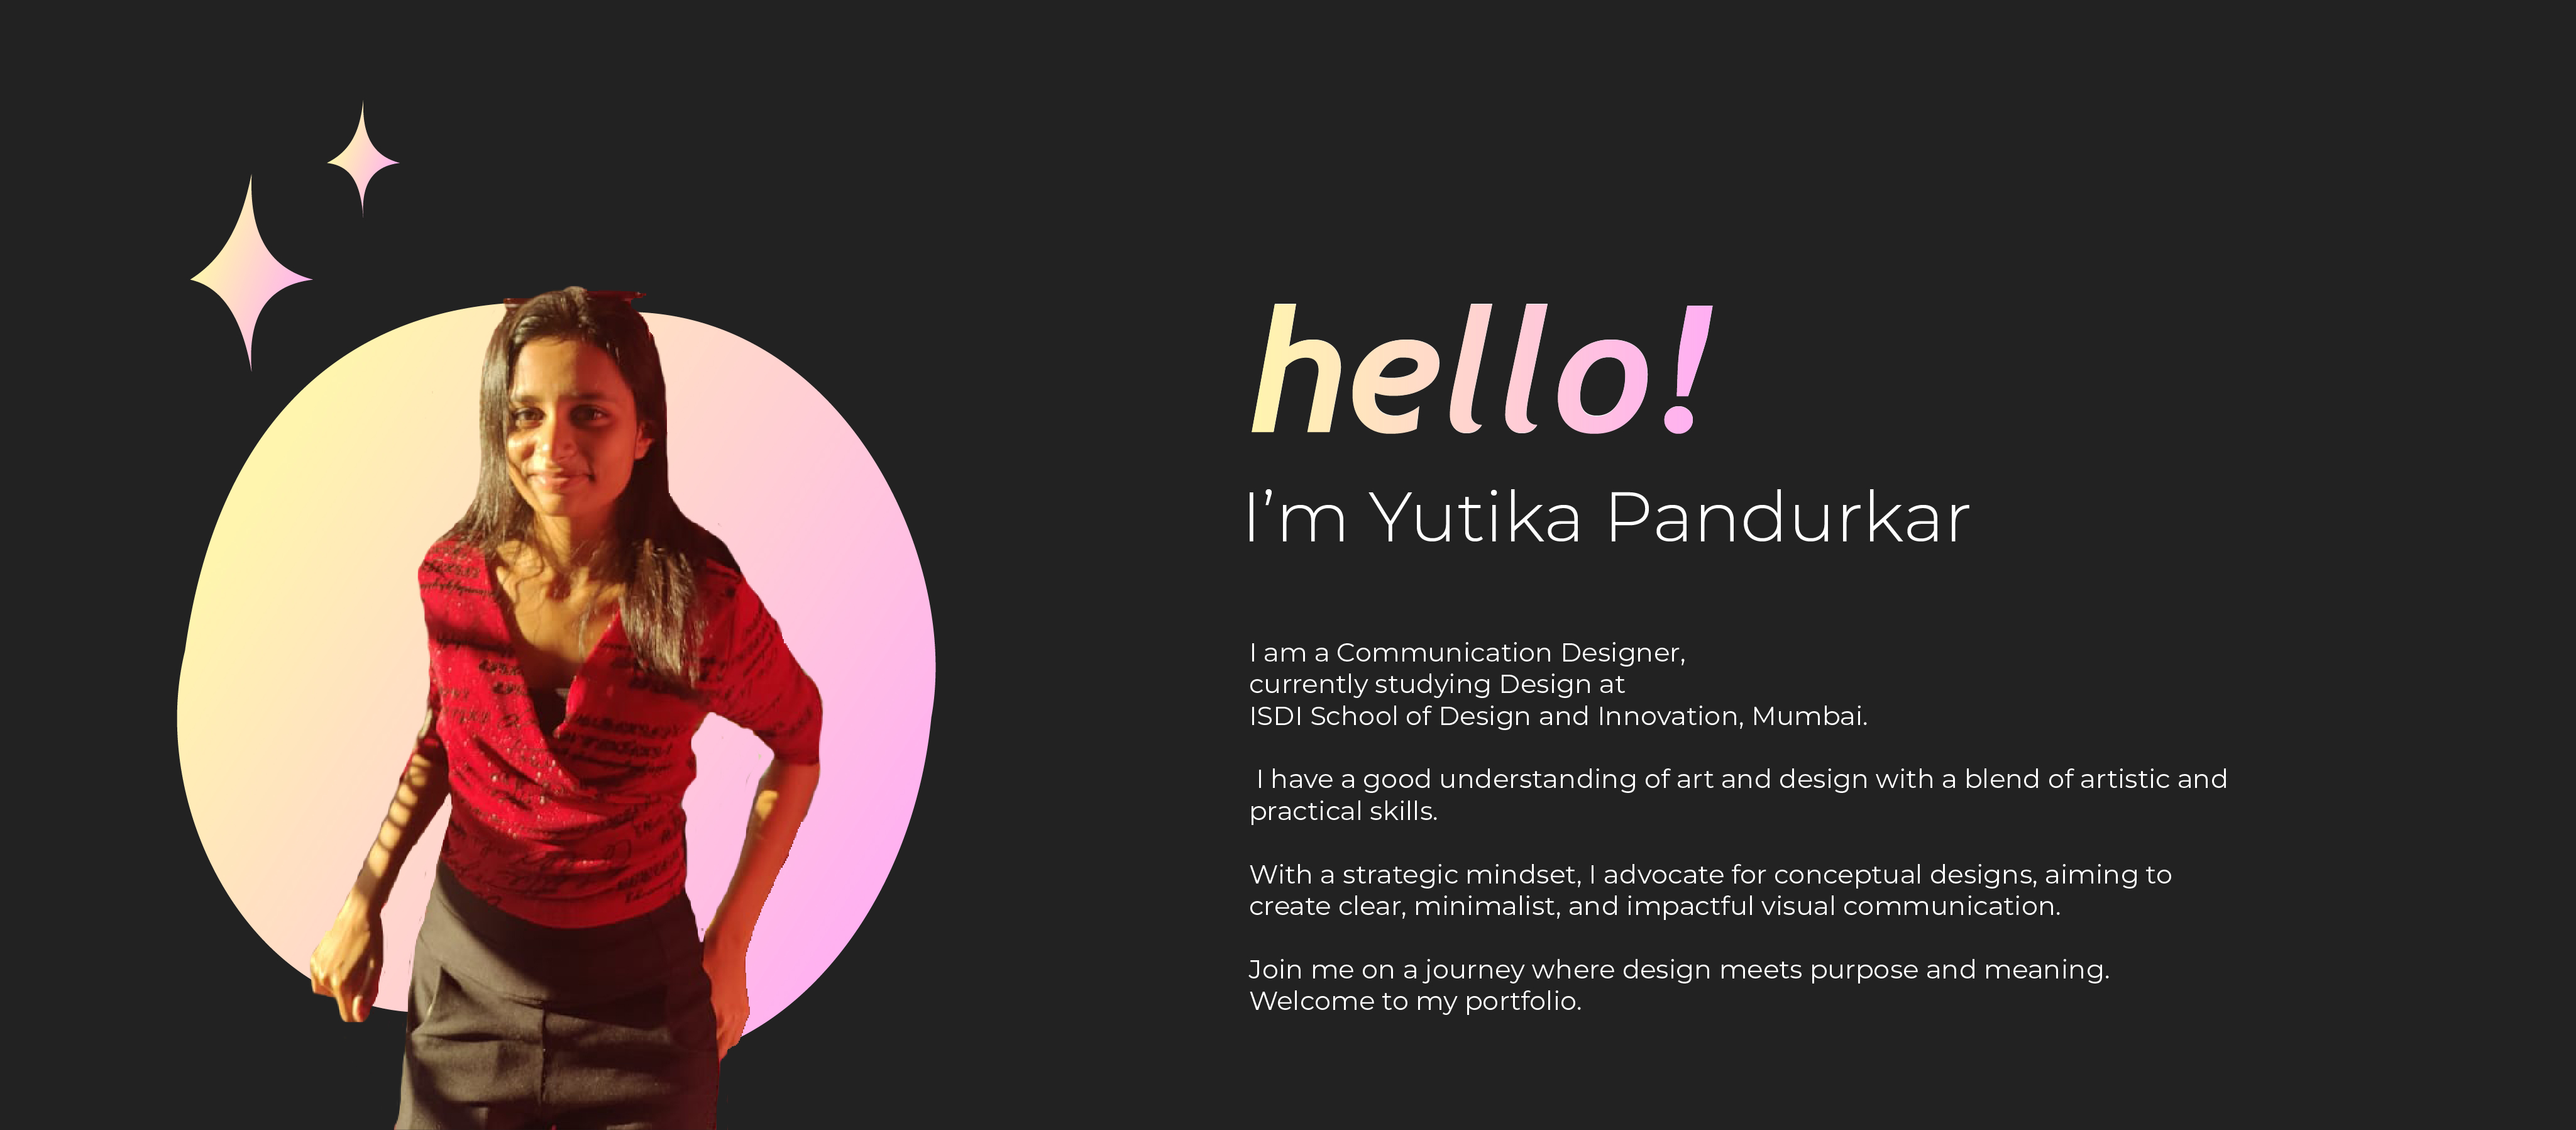 hello!
I’m Yutika Pandurkar
I am a Communication Designer,
currently studying Design at
ISDI School of Design and Innovation, Mumbai.
I have a good understanding of art and design with a blend of artistic and
practical skills.
With a strategic mindset, I advocate for conceptual designs, aiming to
create clear, minimalist, and impactful visual communication.
Join me on a journey where design meets purpose and meaning.
Welcome to my portfolio.